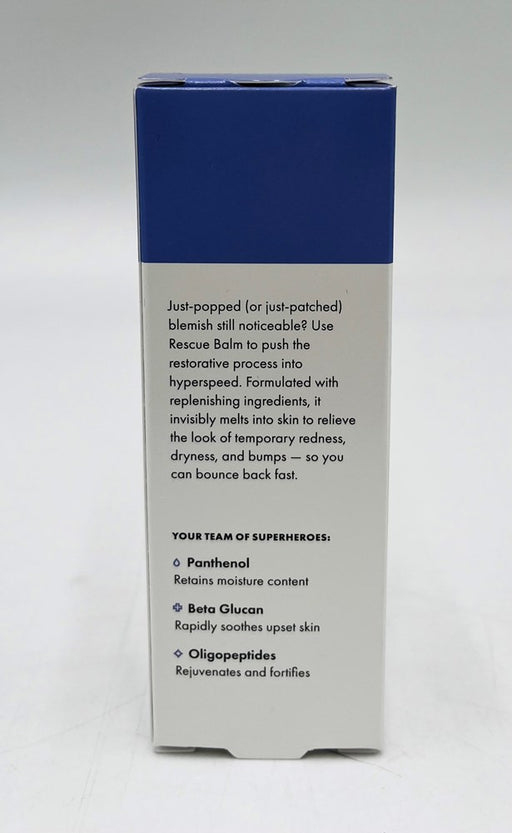 Just-popped (or just-patched)
blemish still noticeable? Use
Rescue Balm to push the
restorative process into
hyperspeed. Formulated with
replenishing ingredients, it
invisibly melts into skin to relieve
the look of temporary redness,
dryness, and bumps — so you
can bounce back fast.
YOUR TEAM OF SUPERHEROES:
Panthenol
Retains moisture content
Beta Glucan
Rapidly soothes upset skin
Oligopeptides
Rejuvenates and fortifies